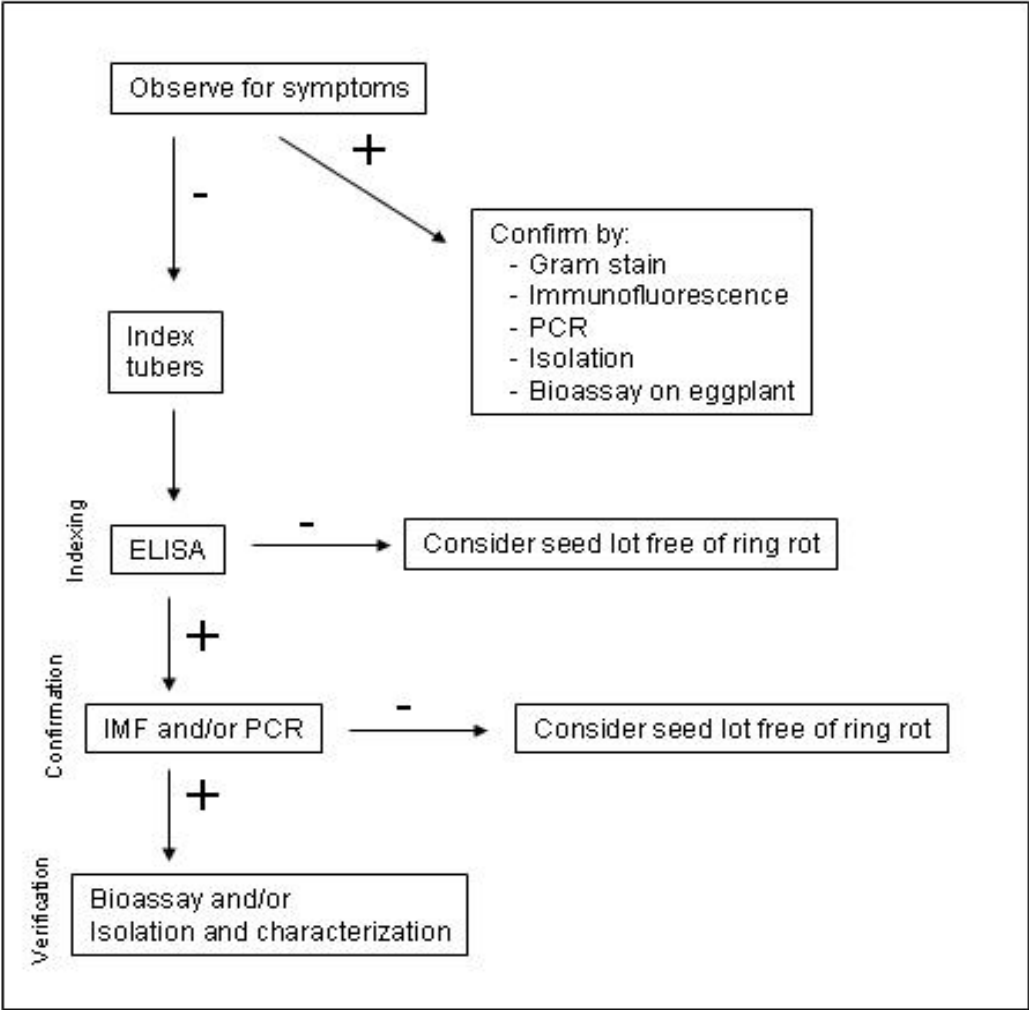 Observe for symptoms
+
-
Confirm by:
- Gram stain
- Immunofluorescence
- PCR
- Isolation
- Bioassay on eggplant
Index
tubers
Indexing
ELISA
-
Consider seed lot free of ring rot
+
Confirmation
IMF and/or PCR
-
Consider seed lot free of ring rot
+
Verification
Bioassay and/or
Isolation and characterization